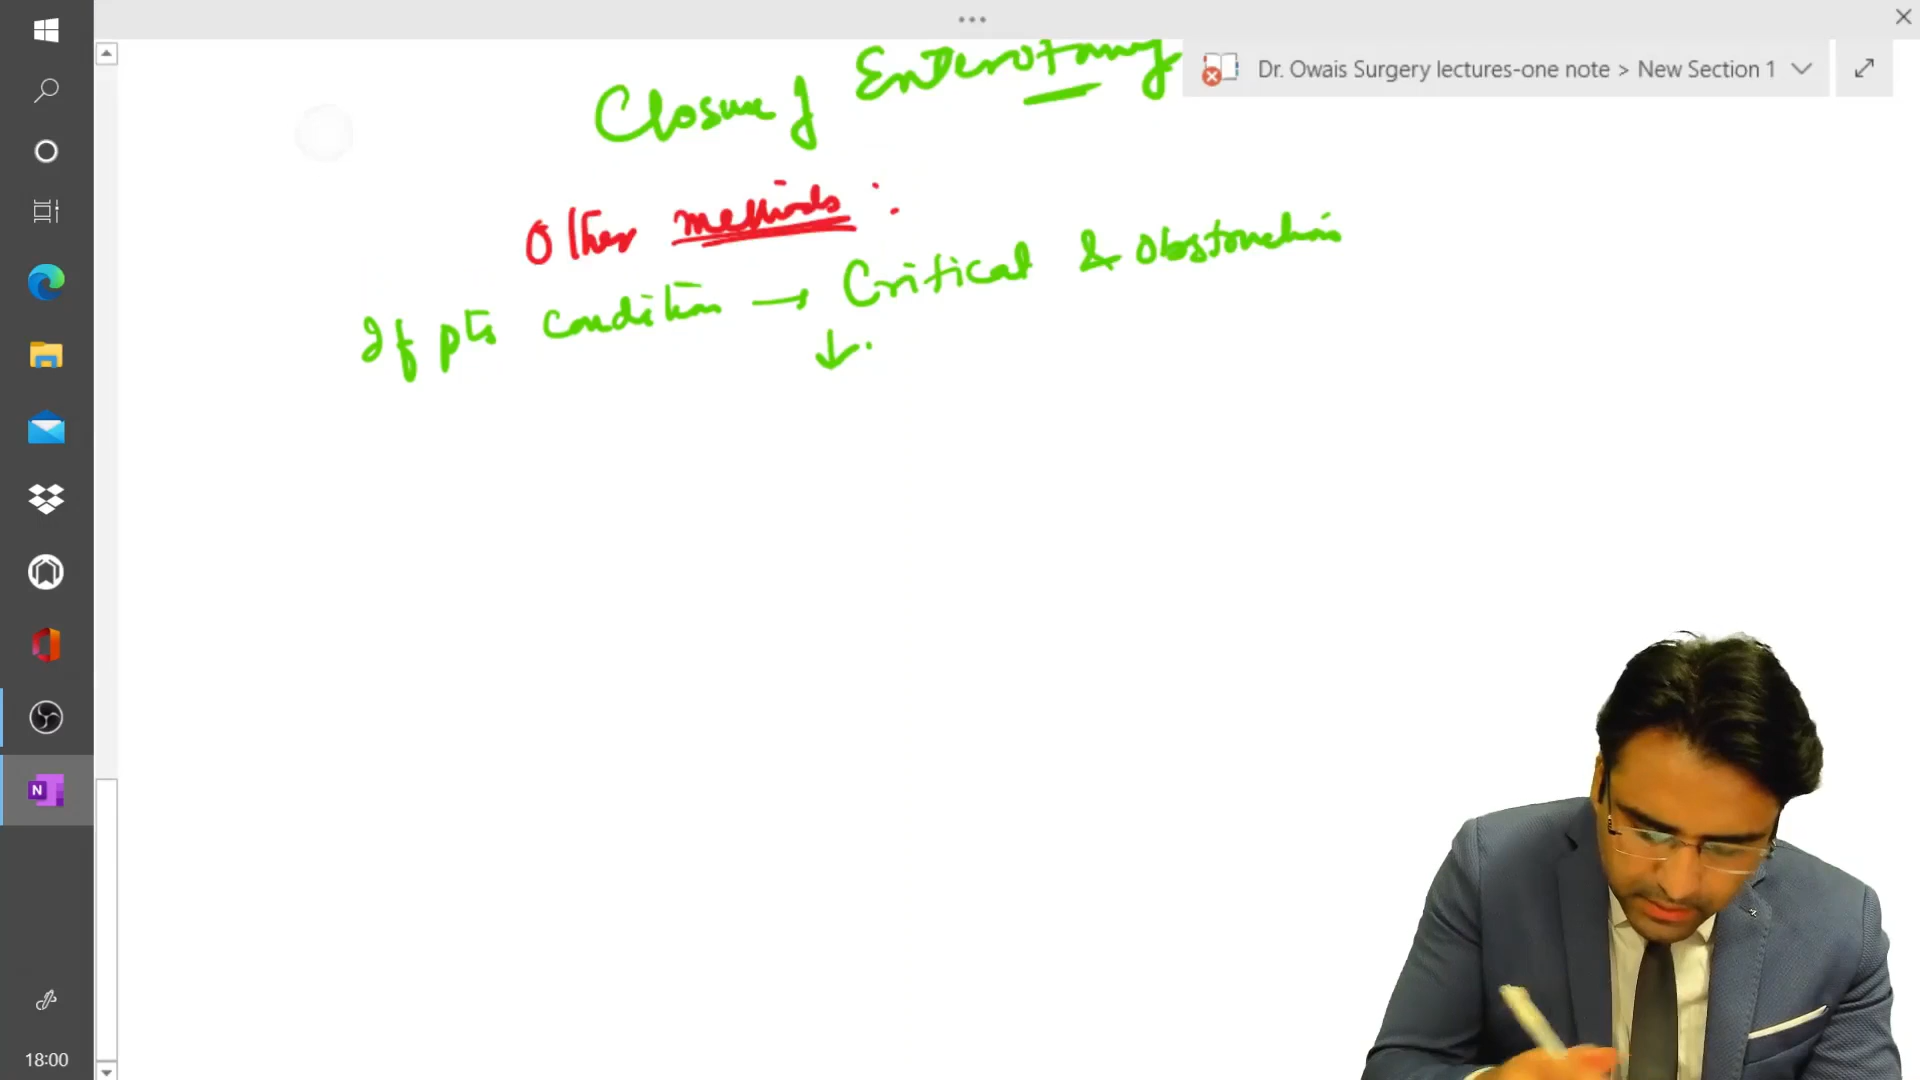 Closure of Enterotomy
Dr. Owais Surgery lectures-one note > New Section 1
Other methods :
If pts condition → Critical & obstruction
↓
N
18:00